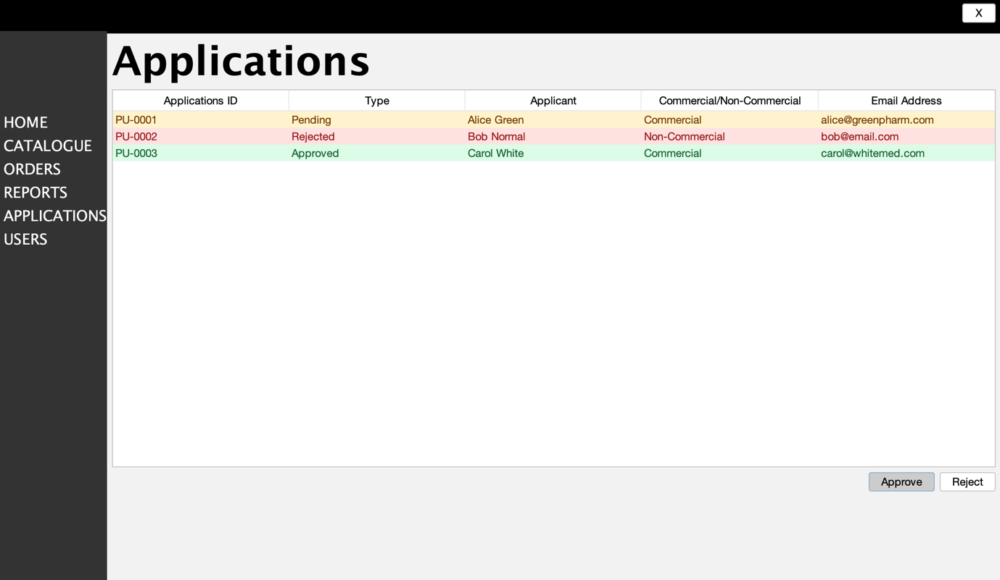 X
Applications
HOME
CATALOGUE
ORDERS
REPORTS
APPLICATIONS
USERS
Applications ID Type Applicant Commercial/Non-Commercial Email Address
PU-0001 Pending Alice Green Commercial alice@greenpharm.com
PU-0002 Rejected Bob Normal Non-Commercial bob@email.com
PU-0003 Approved Carol White Commercial carol@whitemed.com
Approve Reject